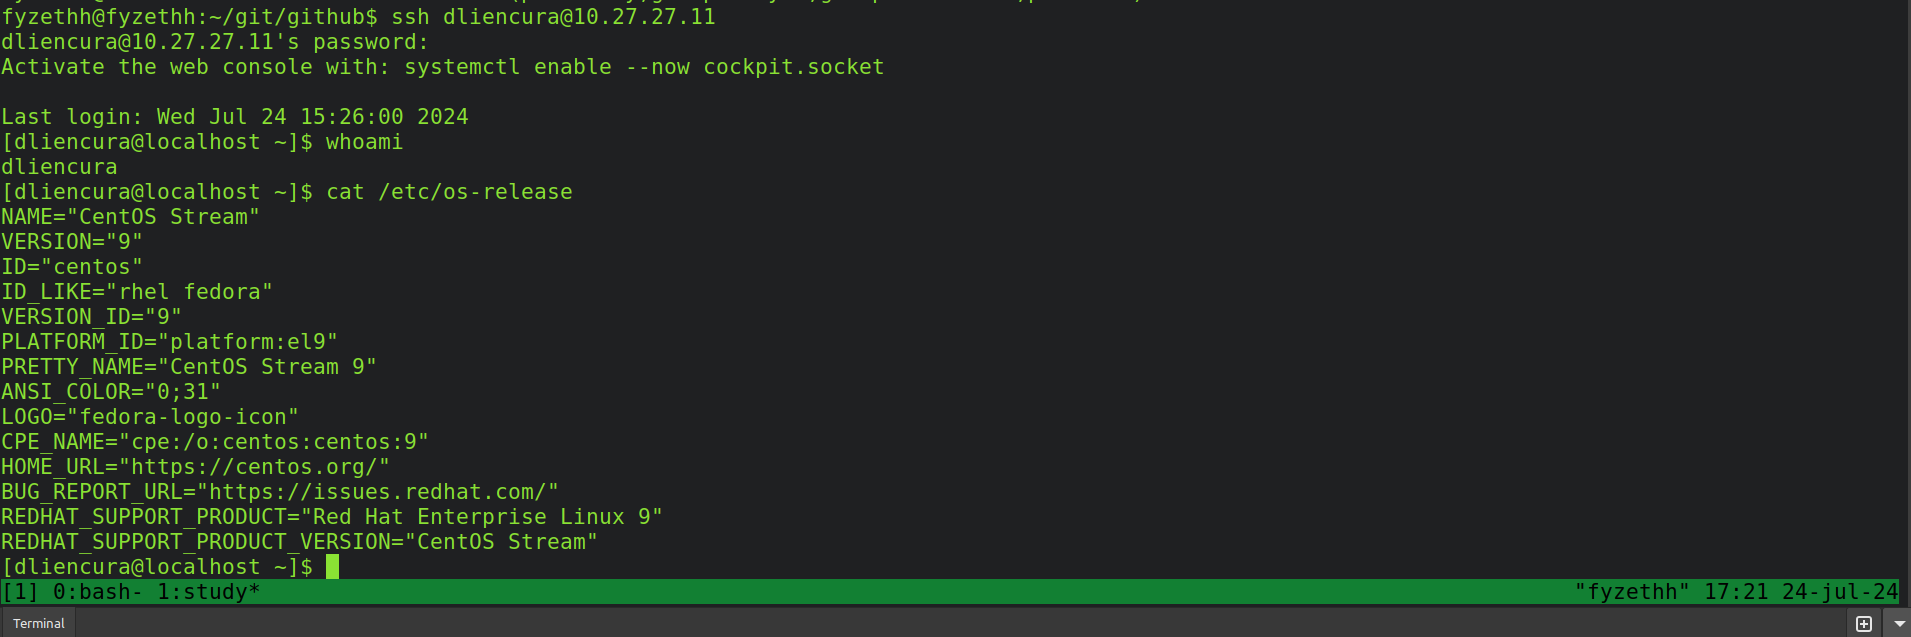 fyzethh@fyzethh:~/git/github$ ssh dliencura@10.27.27.11
dliencura@10.27.27.11's password:
Activate the web console with: systemctl enable --now cockpit.socket
Last login: Wed Jul 24 15:26:00 2024
[dliencura@localhost ~]$ whoami
dliencura
[dliencura@localhost ~]$ cat /etc/os-release
NAME="CentOS Stream"
VERSION="9"
ID="centos"
ID_LIKE="rhel fedora"
VERSION_ID="9"
PLATFORM_ID="platform:el9"
PRETTY_NAME="CentOS Stream 9"
ANSI_COLOR="0;31"
LOGO="fedora-logo-icon"
CPE_NAME="cpe:/o:centos:centos:9"
HOME_URL="https://centos.org/"
BUG_REPORT_URL="https://issues.redhat.com/"
REDHAT_SUPPORT_PRODUCT="Red Hat Enterprise Linux 9"
REDHAT_SUPPORT_PRODUCT_VERSION="CentOS Stream"
[dliencura@localhost ~]$
[1] 0:bash- 1:study* "fyzethh" 17:21 24-jul-24
Terminal